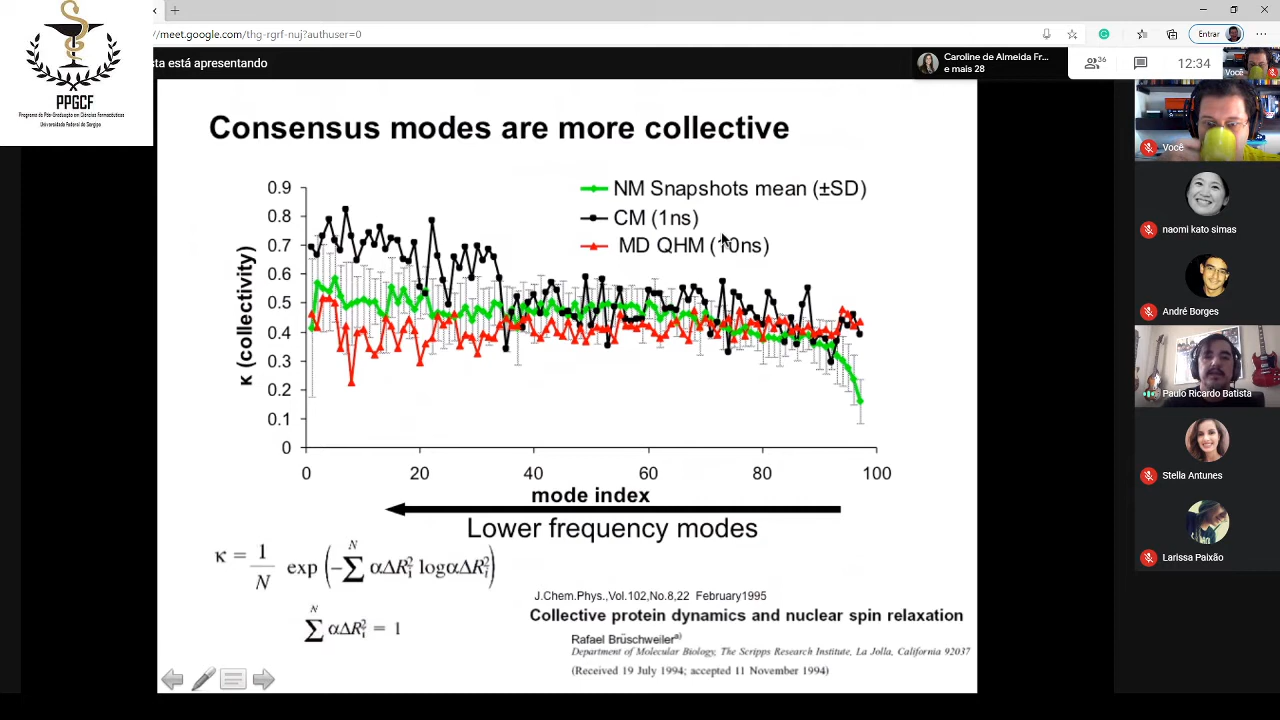 //meet.google.com/thg-rgrf-nuj?authuser=0
Entrar
PPGCF
Programa de Pós-Graduação em Ciências Farmacêuticas
Universidade Federal de Sergipe
sta está apresentando
Caroline de Almeida Fr...
e mais 28
36
12:34
Você
Consensus modes are more collective
NM Snapshots mean (±SD)
CM (1ns)
MD QHM (10ns)
κ (collectivity)
0.9
0.8
0.7
0.6
0.5
0.4
0.3
0.2
0.1
0
0 20 40 60 80 100
mode index
Lower frequency modes
κ = 1/N exp (−∑ᴺ αΔRᵢ² logαΔRᵢ²)
∑ᴺ αΔRᵢ² = 1
J.Chem.Phys.,Vol.102,No.8,22 February1995
Collective protein dynamics and nuclear spin relaxation
Rafael Brüschweiler a)
Department of Molecular Biology, The Scripps Research Institute, La Jolla, California 92037
(Received 19 July 1994; accepted 11 November 1994)
Você
naomi kato simas
André Borges
Paulo Ricardo Batista
Stella Antunes
Larissa Paixão